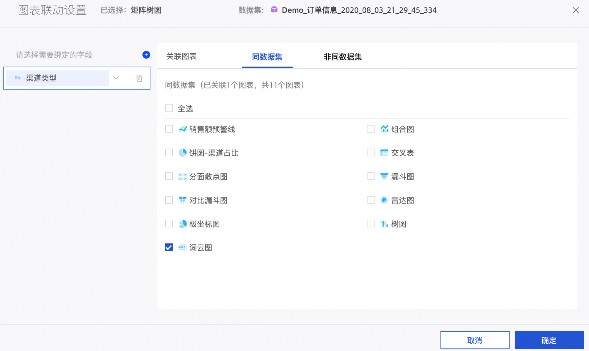 图表联动设置 已选择: 矩阵树图 数据集: Demo_订单信息_2020_08_03_21_29_45_334
请选择需要绑定的字段
渠道类型
关联图表 同数据集 非同数据集
同数据集 (已关联1个图表, 共11个图表)
全选
销售额预警线 组合图
饼图-渠道占比 交叉表
分面散点图 漏斗图
对比漏斗图 雷达图
极坐标图 树图
词云图
取消 确定